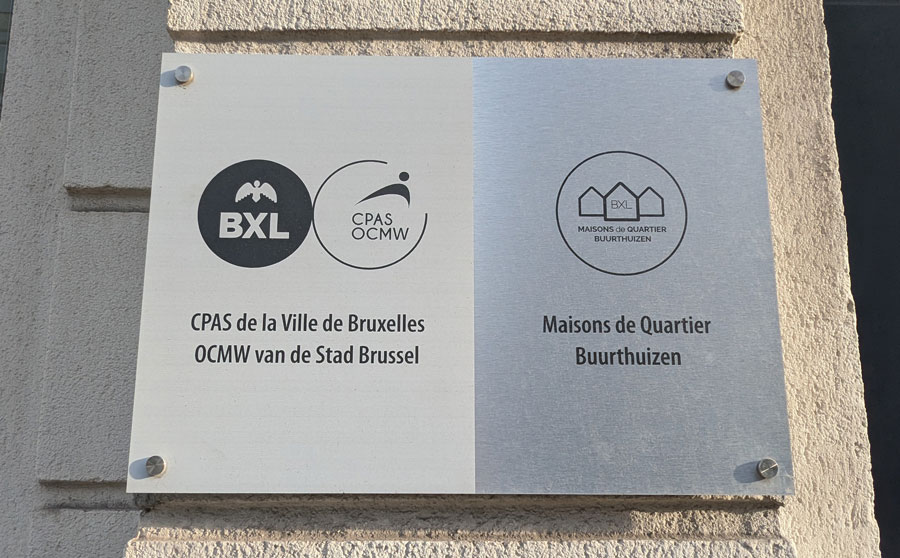 BXL
CPAS
OCMW
CPAS de la Ville de Bruxelles
OCMW van de Stad Brussel
BXL
MAISONS de QUARTIER
BUURTHUIZEN
Maisons de Quartier
Buurthuizen